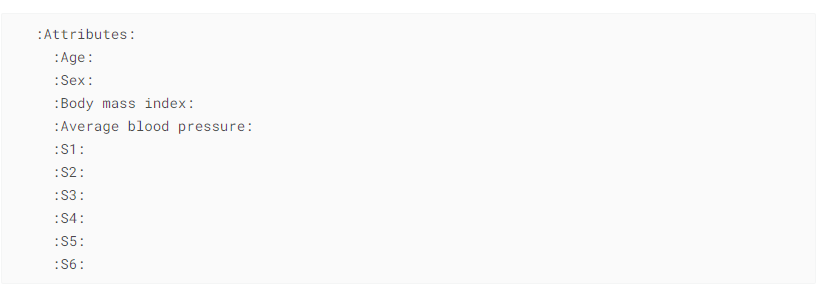 :Attributes:
:Age:
:Sex:
:Body mass index:
:Average blood pressure:
:S1:
:S2:
:S3:
:S4:
:S5:
:S6: